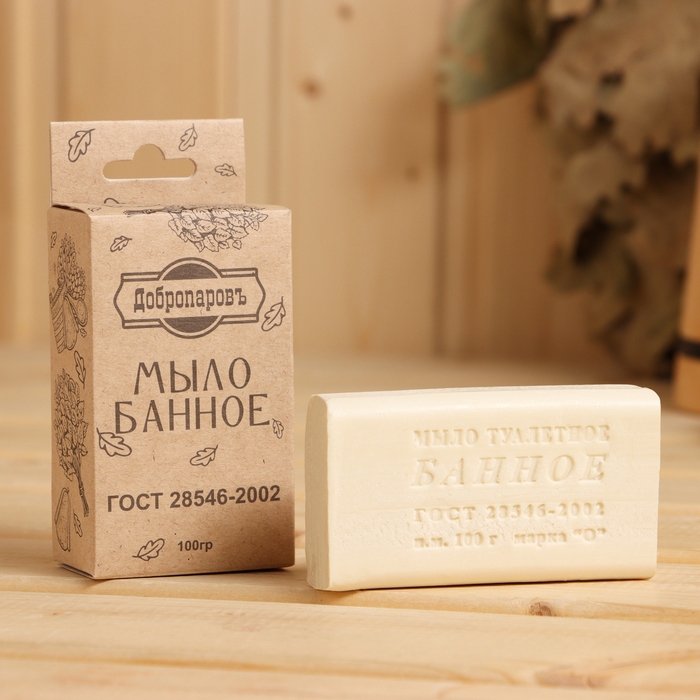 Добропаровъ
МЫЛО
БАННОЕ
ГОСТ 28546-2002
100гр
МЫЛО ТУАЛЕТНОЕ
БАННОЕ
ГОСТ 28546-2002
н.м. 100 г марка "О"